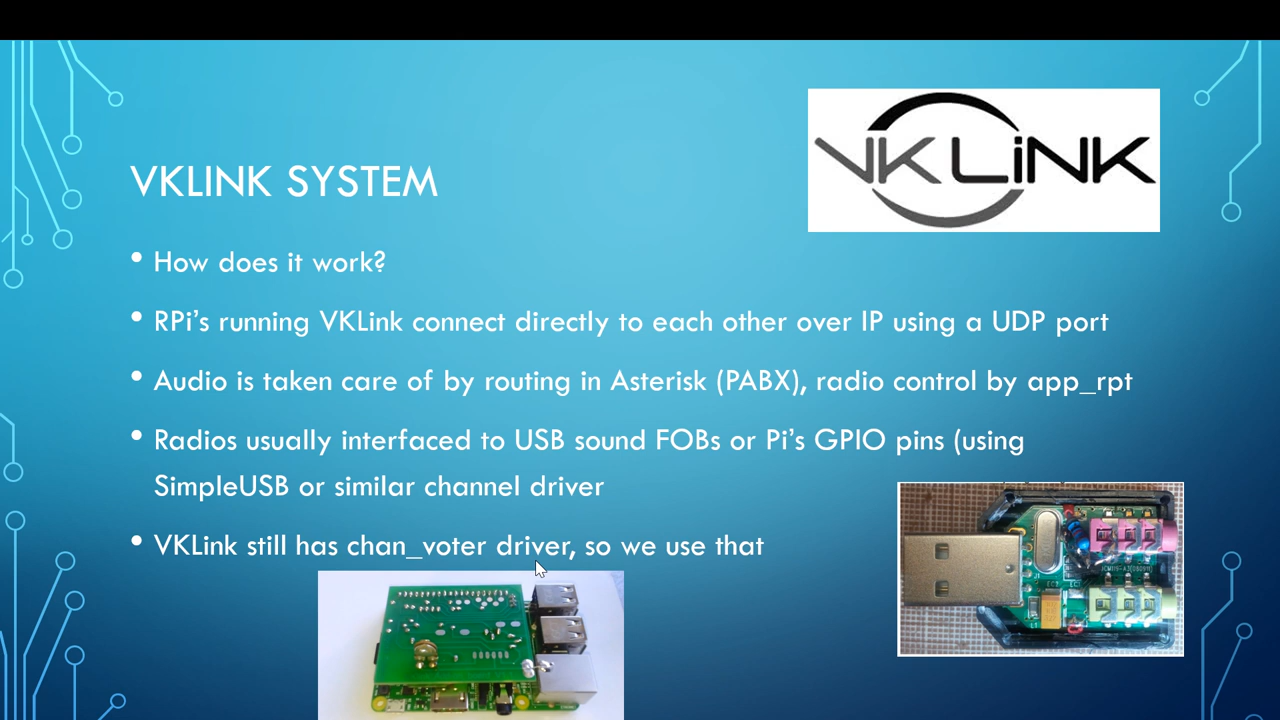 VKLiNK
VKLINK SYSTEM
• How does it work?
• RPi’s running VKLink connect directly to each other over IP using a UDP port
• Audio is taken care of by routing in Asterisk (PABX), radio control by app_rpt
• Radios usually interfaced to USB sound FOBs or Pi’s GPIO pins (using
SimpleUSB or similar channel driver
• VKLink still has chan_voter driver, so we use that